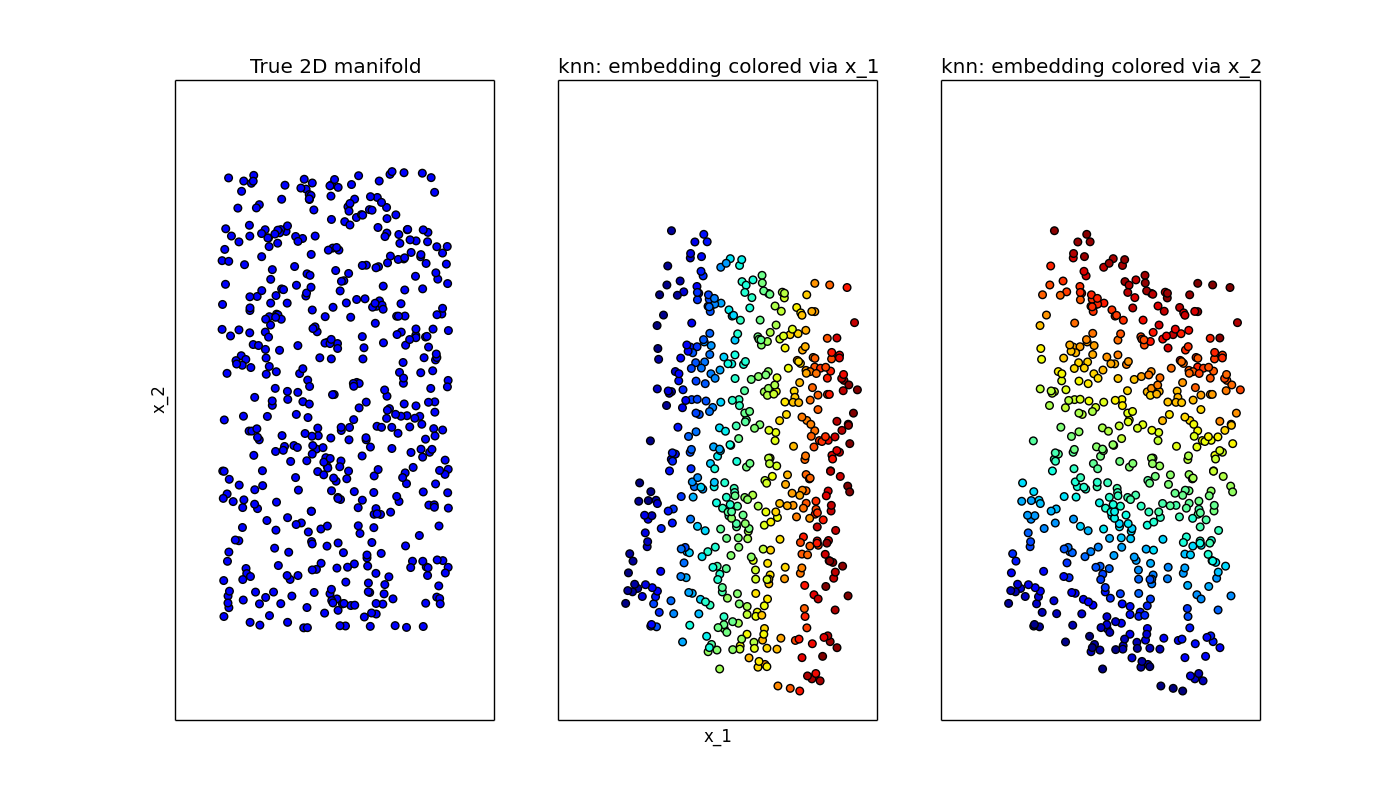 True 2D manifold
knn: embedding colored via x_1
knn: embedding colored via x_2
x_2
x_1